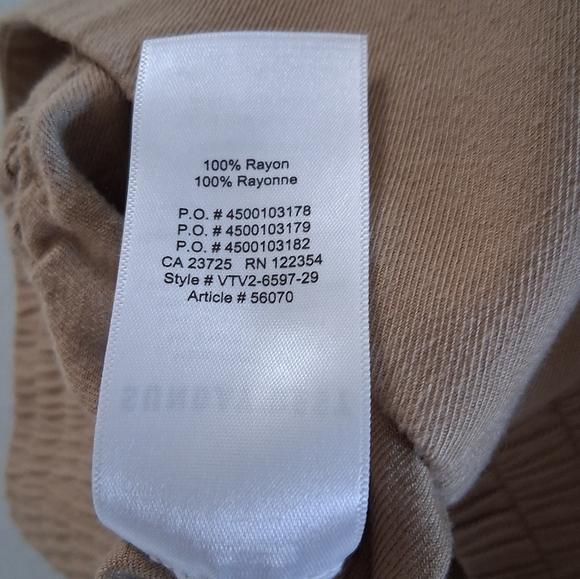 100% Rayon
100% Rayonne
P.O. # 4500103178
P.O. # 4500103179
P.O. # 4500103182
CA 23725 RN 122354
Style # VTV2-6597-29
Article # 56070